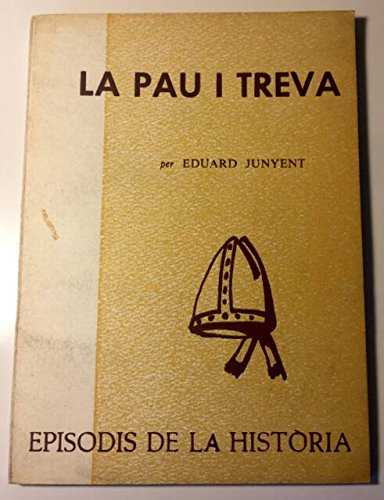 LA PAU I TREVA
per EDUARD JUNYENT
EPISODIS DE LA HISTÒRIA